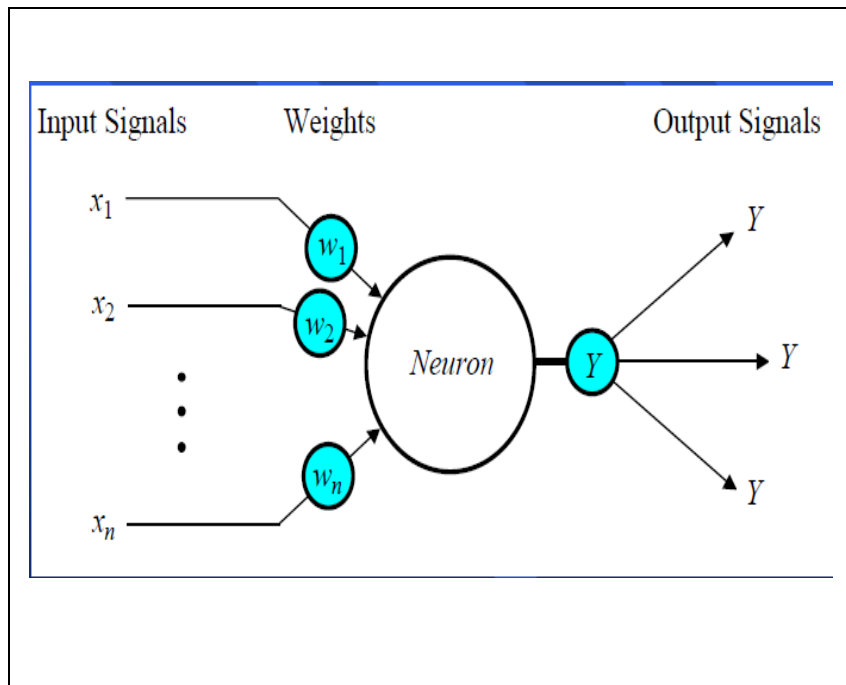 Input Signals Weights Output Signals
x1 Y
w1
x2 w2 Neuron Y Y
wn Y
xn